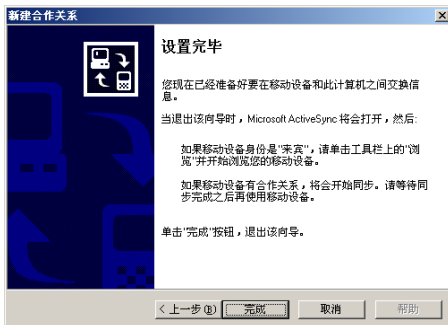 新建合作关系
设置完毕
您现在已经准备好要在移动设备和此计算机之间交换信
息。
当退出该向导时，Microsoft ActiveSync 将会打开，然后:
如果移动设备身份是"来宾"，请单击工具栏上的"浏
览"并开始浏览您的移动设备。
如果移动设备有合作关系，将会开始同步。请等待同
步完成之后再使用移动设备。
单击"完成"按钮，退出该向导。
< 上一步(B)
完成
取消
帮助